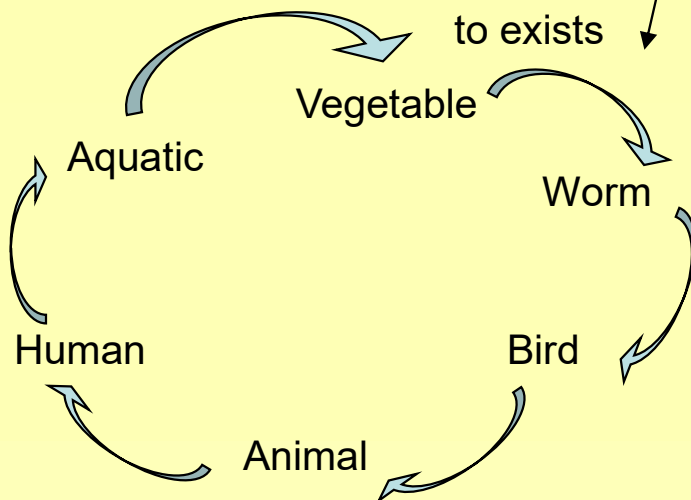 to exists
Vegetable
Aquatic
Worm
Human
Bird
Animal